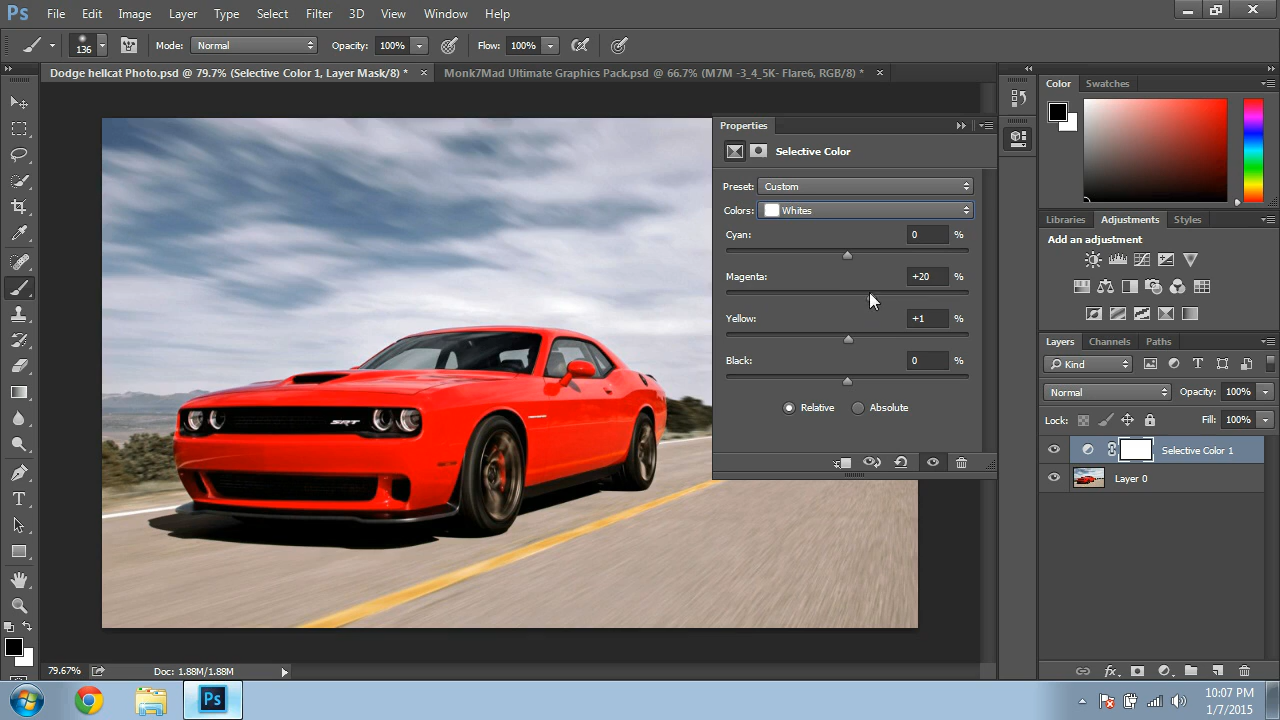 Ps File Edit Image Layer Type Select Filter 3D View Window Help
136 Mode: Normal Opacity: 100% Flow: 100%
Dodge hellcat Photo.psd @ 79.7% (Selective Color 1, Layer Mask/8) * × Monk7Mad Ultimate Graphics Pack.psd @ 66.7% (M7M -3_4_5K- Flare6, RGB/8) * ×
Color Swatches
Properties
Selective Color
Preset: Custom
Colors: Whites
Cyan: 0 %
Magenta: +20 %
Yellow: +1 %
Black: 0 %
Relative Absolute
Libraries Adjustments Styles
Add an adjustment
Layers Channels Paths
Kind
Normal Opacity: 100%
Lock: Fill: 100%
Selective Color 1
Layer 0
SRT
79.67% Doc: 1.88M/1.88M
Ps
10:07 PM
1/7/2015